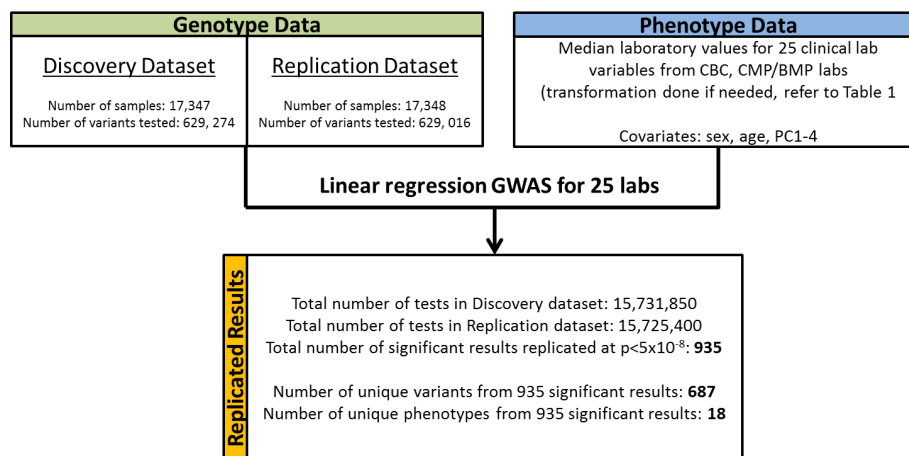 Genotype Data
Discovery Dataset
Number of samples: 17,347
Number of variants tested: 629, 274
Replication Dataset
Number of samples: 17,348
Number of variants tested: 629, 016
Phenotype Data
Median laboratory values for 25 clinical lab
variables from CBC, CMP/BMP labs
(transformation done if needed, refer to Table 1
Covariates: sex, age, PC1-4
Linear regression GWAS for 25 labs
Replicated Results
Total number of tests in Discovery dataset: 15,731,850
Total number of tests in Replication dataset: 15,725,400
Total number of significant results replicated at p<5x10⁻⁸: 935
Number of unique variants from 935 significant results: 687
Number of unique phenotypes from 935 significant results: 18